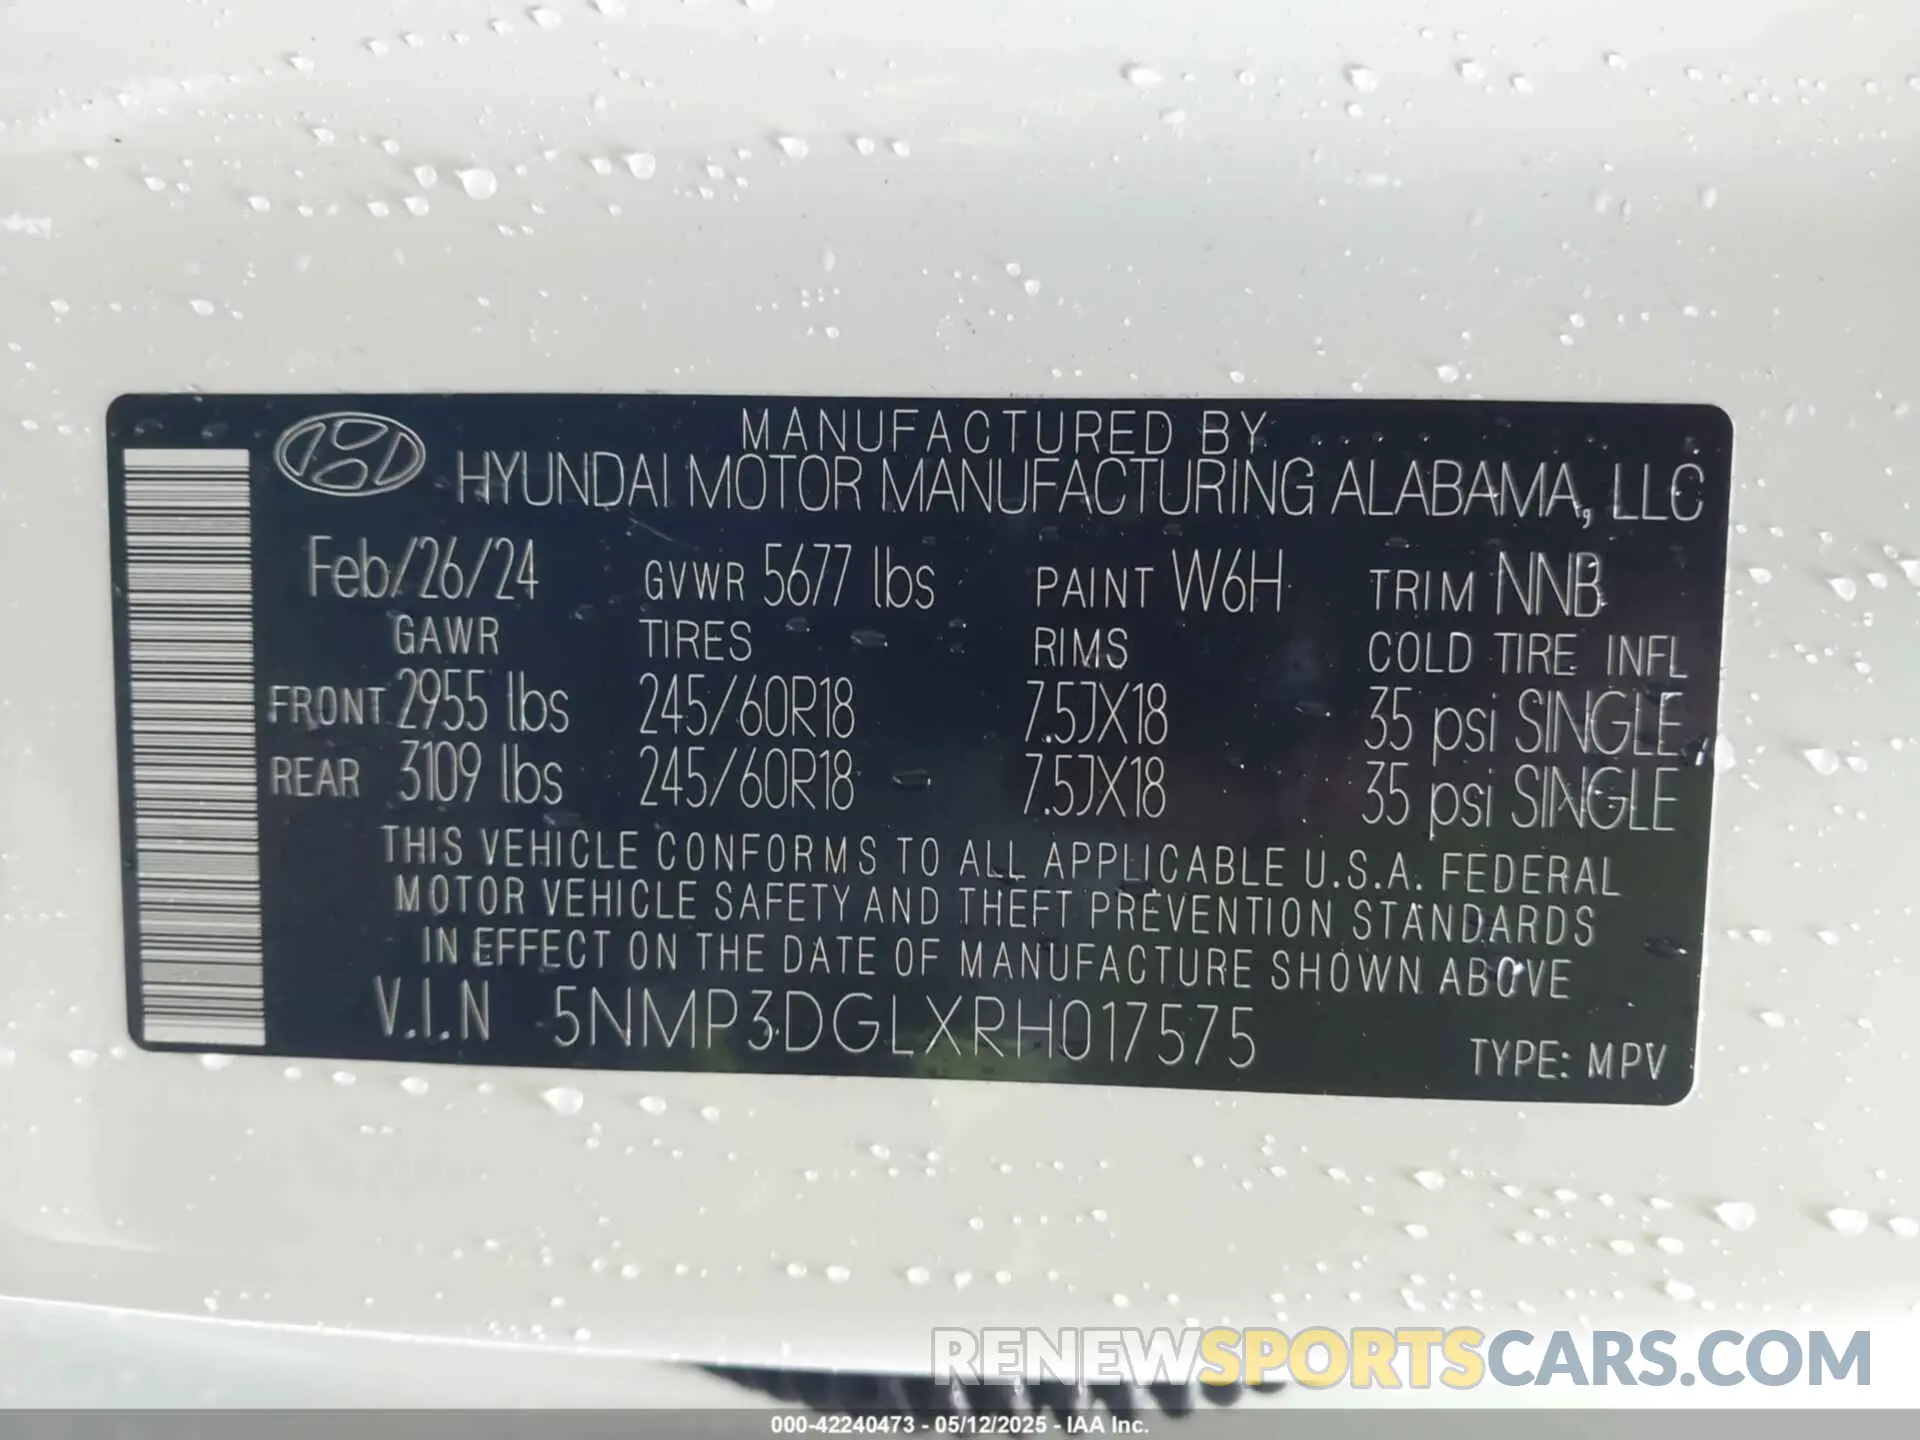 MANUFACTURED BY
HYUNDAI MOTOR MANUFACTURING ALABAMA, LLC
Feb/26/24 GVWR 5677 lbs PAINT W6H TRIM NNB
GAWR TIRES RIMS COLD TIRE INFL
FRONT 2955 lbs 245/60R18 7.5JX18 35 psi SINGLE
REAR 3109 lbs 245/60R18 7.5JX18 35 psi SINGLE
THIS VEHICLE CONFORMS TO ALL APPLICABLE U.S.A. FEDERAL
MOTOR VEHICLE SAFETY AND THEFT PREVENTION STANDARDS
IN EFFECT ON THE DATE OF MANUFACTURE SHOWN ABOVE
V.I.N 5NMP3DGLXRH017575 TYPE: MPV
RENEWSPORTSCARS.COM
000-42240473 - 05/12/2025 - IAA Inc.